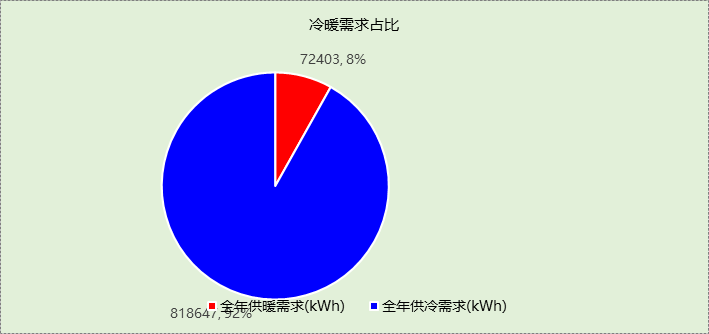 冷暖需求占比
72403, 8%
818647, 92%
全年供暖需求(kWh)
全年供冷需求(kWh)